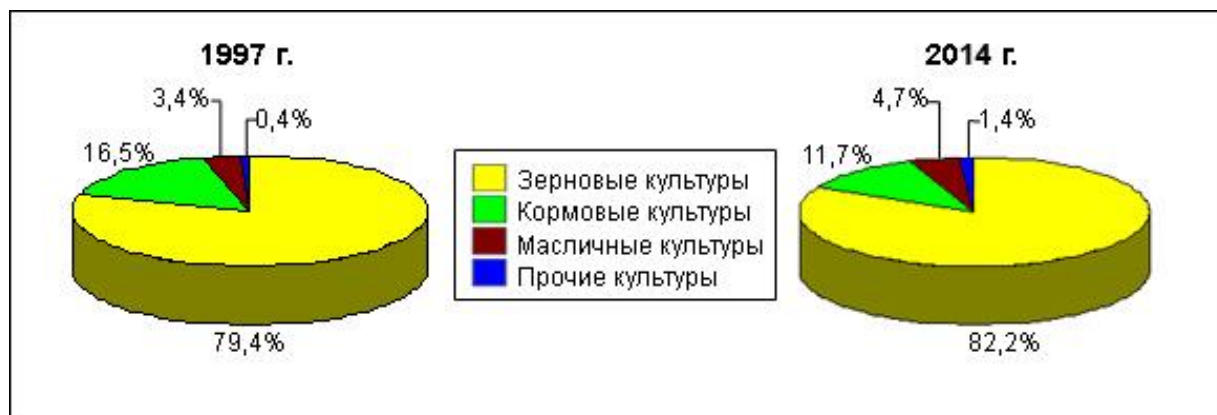 1997 г.
3,4%
0,4%
16,5%
79,4%
Зерновые культуры
Кормовые культуры
Масличные культуры
Прочие культуры
2014 г.
4,7%
1,4%
11,7%
82,2%